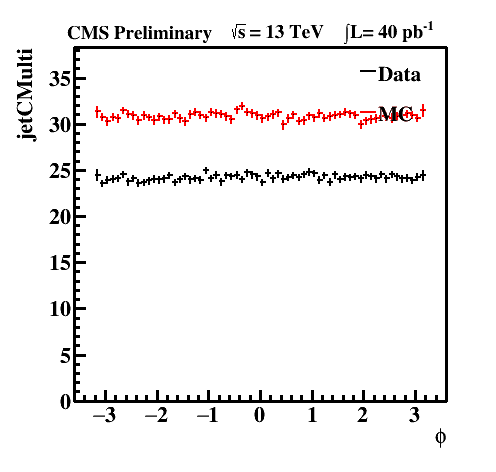 CMS Preliminary √s = 13 TeV ∫L= 40 pb⁻¹
jetCMulti
Data
MC
35
30
25
20
15
10
5
0
−3 −2 −1 0 1 2 3
ϕ